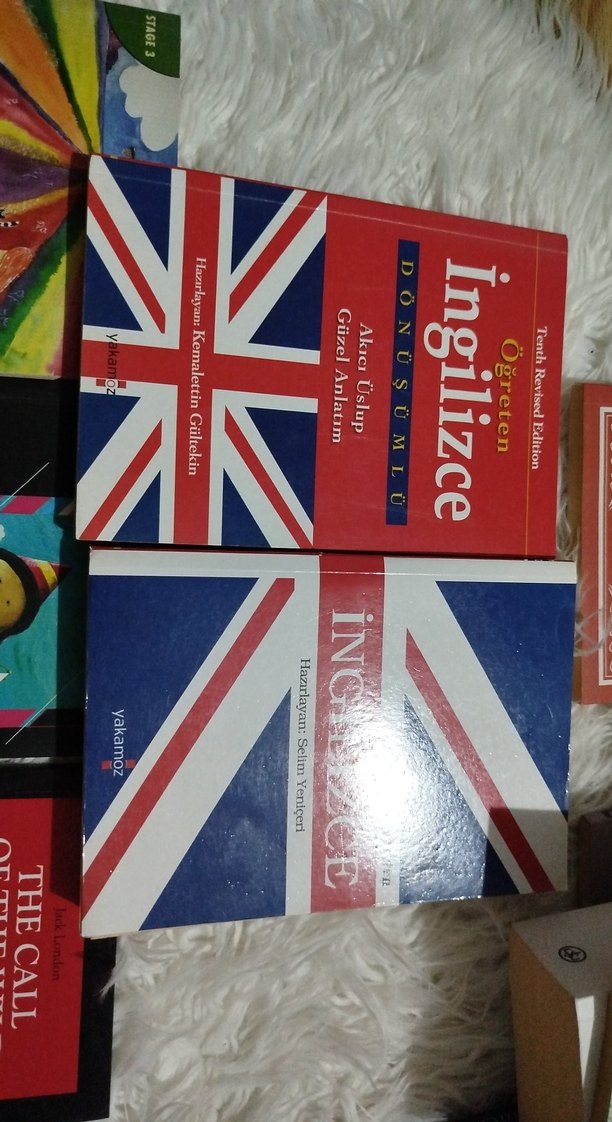 STAGE 3
Tenth Revised Edition
Öğreten
İngilizce
DÖNÜŞÜMLÜ
Akıcı Üslup
Güzel Anlatım
Hazırlayan: Kemalettin Gültekin
yakamoz
İNGİLİZCE
Hazırlayan: Selim Yeniçeri
yakamoz
Jack London
THE CALL